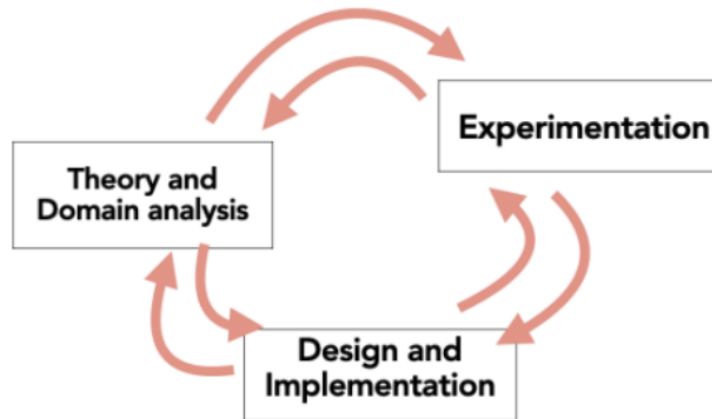 Experimentation
Theory and
Domain analysis
Design and
Implementation